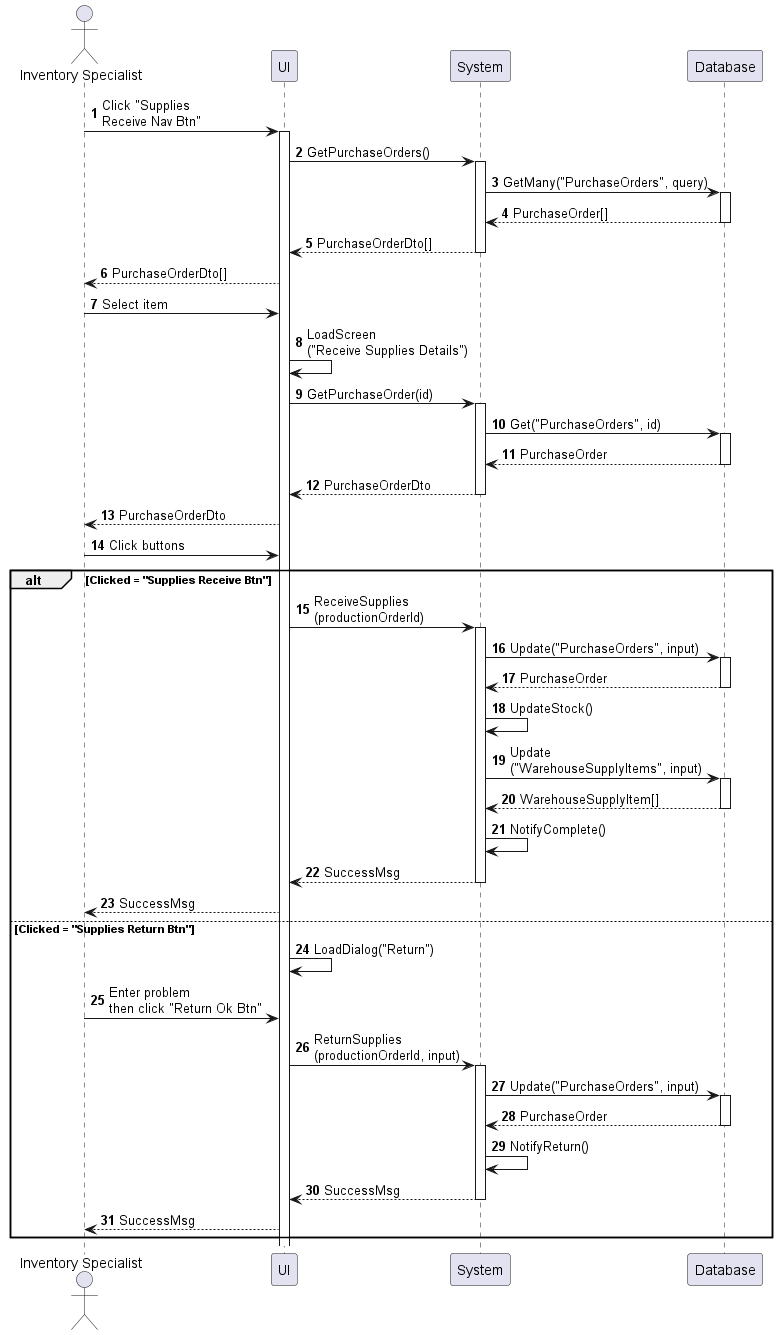 Inventory Specialist
UI
System
Database
1 Click "Supplies
Receive Nav Btn"
2 GetPurchaseOrders()
3 GetMany("PurchaseOrders", query)
4 PurchaseOrder[]
5 PurchaseOrderDto[]
6 PurchaseOrderDto[]
7 Select item
8 LoadScreen
("Receive Supplies Details")
9 GetPurchaseOrder(id)
10 Get("PurchaseOrders", id)
11 PurchaseOrder
12 PurchaseOrderDto
13 PurchaseOrderDto
14 Click buttons
alt [Clicked = "Supplies Receive Btn"]
15 ReceiveSupplies
(productionOrderId)
16 Update("PurchaseOrders", input)
17 PurchaseOrder
18 UpdateStock()
19 Update
("WarehouseSupplyItems", input)
20 WarehouseSupplyItem[]
21 NotifyComplete()
22 SuccessMsg
23 SuccessMsg
[Clicked = "Supplies Return Btn"]
24 LoadDialog("Return")
25 Enter problem
then click "Return Ok Btn"
26 ReturnSupplies
(productionOrderId, input)
27 Update("PurchaseOrders", input)
28 PurchaseOrder
29 NotifyReturn()
30 SuccessMsg
31 SuccessMsg
Inventory Specialist
UI
System
Database